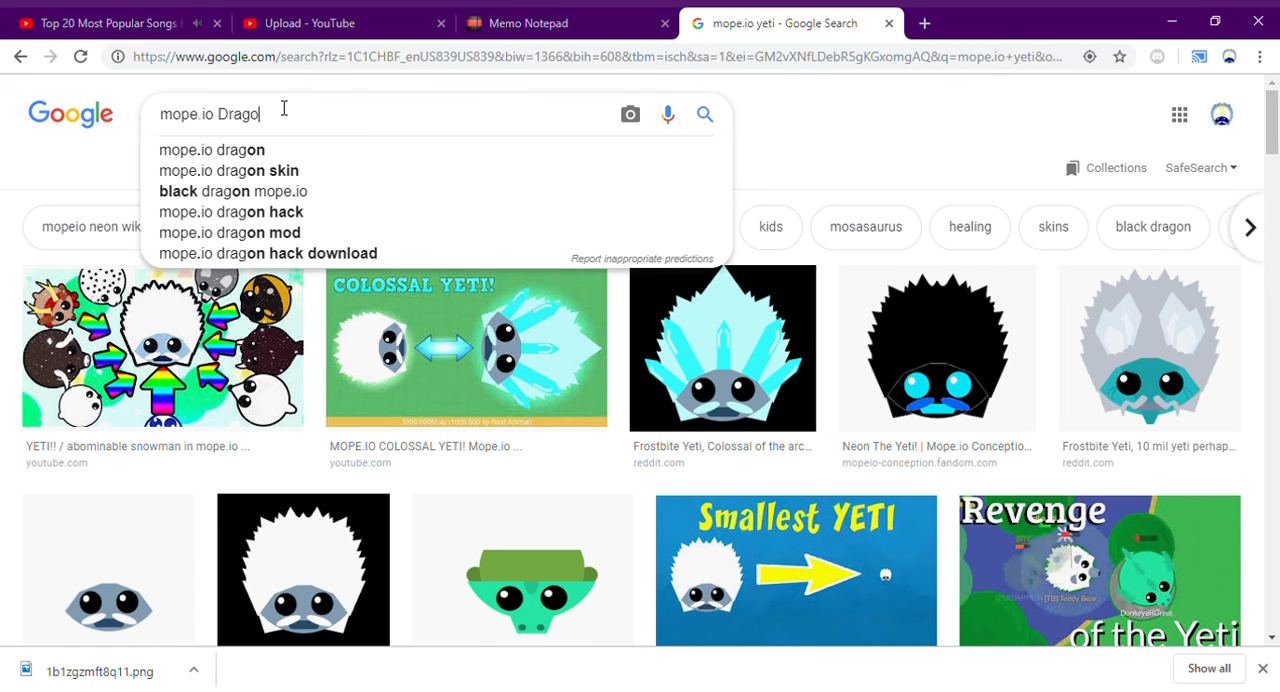 Top 20 Most Popular Songs
Upload - YouTube
Memo Notepad
mope.io yeti - Google Search
https://www.google.com/search?rlz=1C1CHBF_enUS839US839&biw=1366&bih=608&tbm=isch&sa=1&ei=GM2vXNfLDebR5gKGxomgAQ&q=mope.io+yeti&o...
Google
mope.io Drago
mope.io dragon
mope.io dragon skin
black dragon mope.io
mope.io dragon hack
mope.io dragon mod
mope.io dragon hack download
Report inappropriate predictions
Collections
SafeSearch
mopeio neon wik
kids
mosasaurus
healing
skins
black dragon
COLOSSAL YETI!
YETI!! / abominable snowman in mope.io ...
youtube.com
MOPE.IO COLOSSAL YETI! Mope.io ...
youtube.com
Frostbite Yeti, Colossal of the arc...
reddit.com
Neon The Yeti! | Mope.io Conceptio...
mopeio-conception.fandom.com
Frostbite Yeti, 10 mil yeti perhap...
reddit.com
Smallest YETI
Revenge
[TB] Teddy Bear
DonkeyaRGreat
of the Yeti
1b1zgzmft8q11.png
Show all